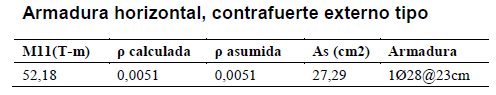 Armadura horizontal, contrafuerte externo tipo
M11(T-m) ρ calculada ρ asumida As (cm2) Armadura
52,18 0,0051 0,0051 27,29 1Ø28@23cm